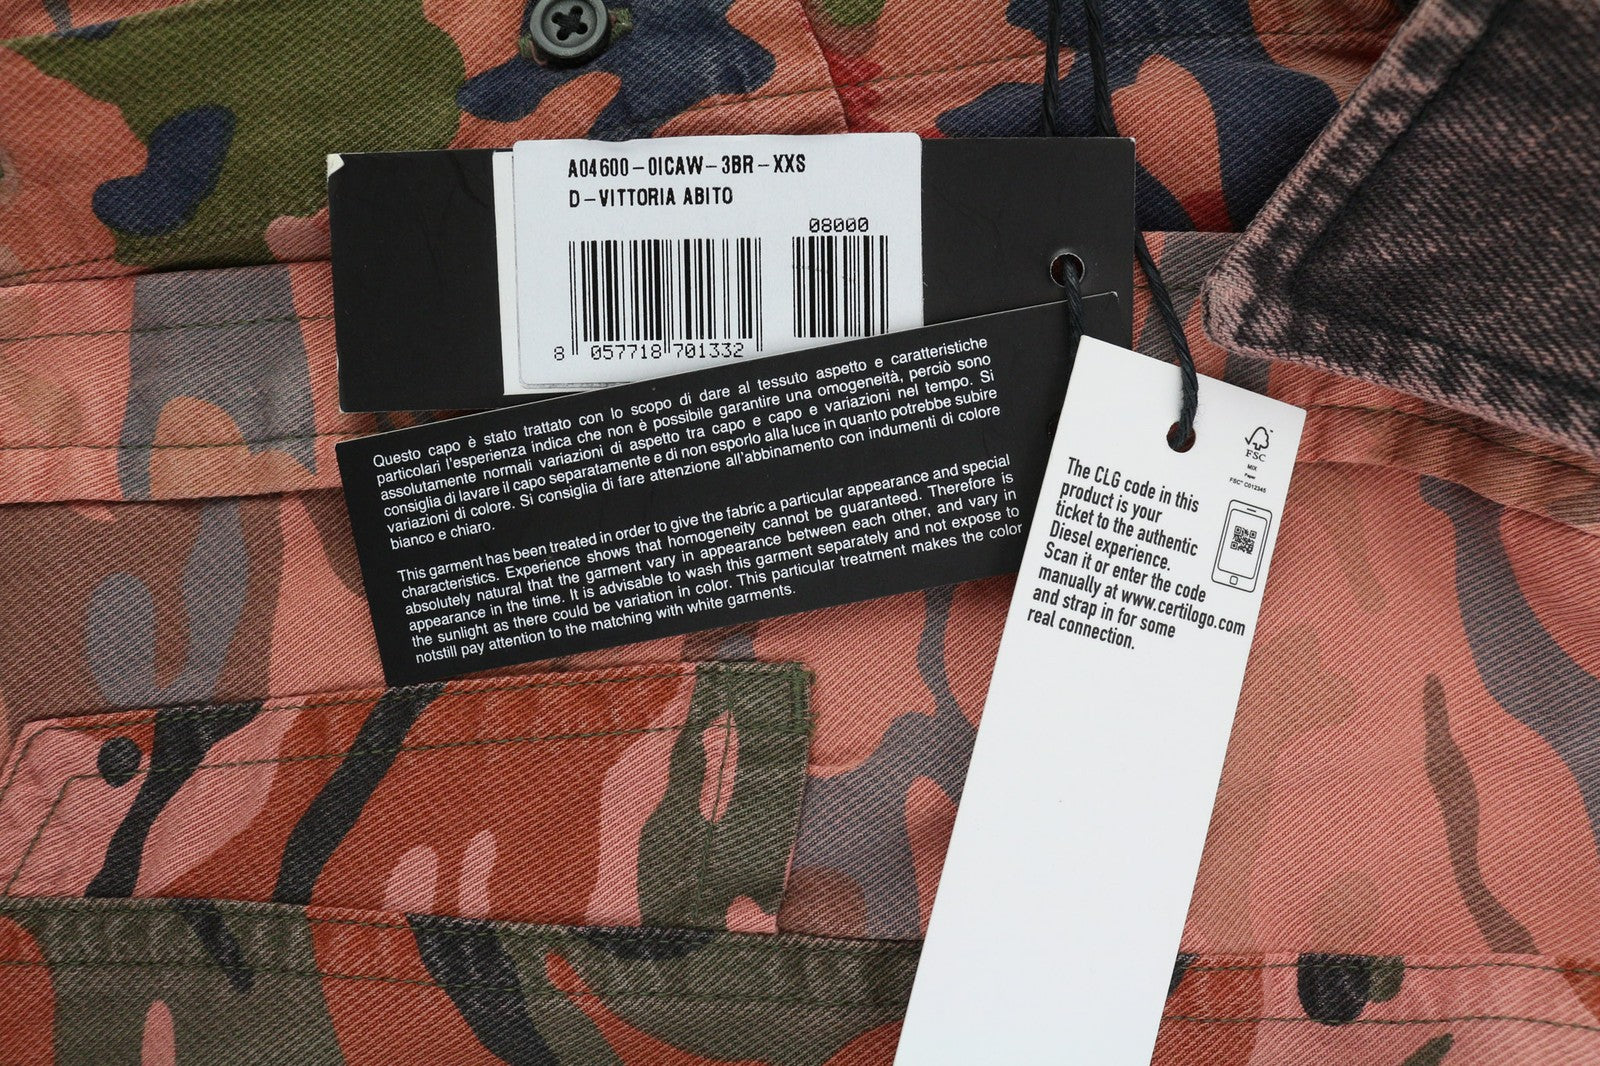 A04600-0ICAW-3BR-XXS
D-VITTORIA ABITO
08000
8 057718 701332
Questo capo è stato trattato con lo scopo di dare al tessuto aspetto e caratteristiche
particolari l'esperienza indica che non è possibile garantire una omogeneità, perciò sono
assolutamente normali variazioni di aspetto tra capo e capo e variazioni nel tempo. Si
consiglia di lavare il capo separatamente e di non esporlo alla luce in quanto potrebbe subire
variazioni di colore. Si consiglia di fare attenzione all'abbinamento con indumenti di colore
bianco e chiaro.
This garment has been treated in order to give the fabric a particular appearance and special
characteristics. Experience shows that homogeneity cannot be guaranteed. Therefore is
absolutely natural that the garment vary in appearance between each other, and vary in
appearance in the time. It is advisable to wash this garment separately and not expose to
the sunlight as there could be variation in color. This particular treatment makes the color
notstill pay attention to the matching with white garments.
FSC
MIX
Paper
FSC® C012345
The CLG code in this
product is your
ticket to the authentic
Diesel experience.
Scan it or enter the code
manually at www.certilogo.com
and strap in for some
real connection.